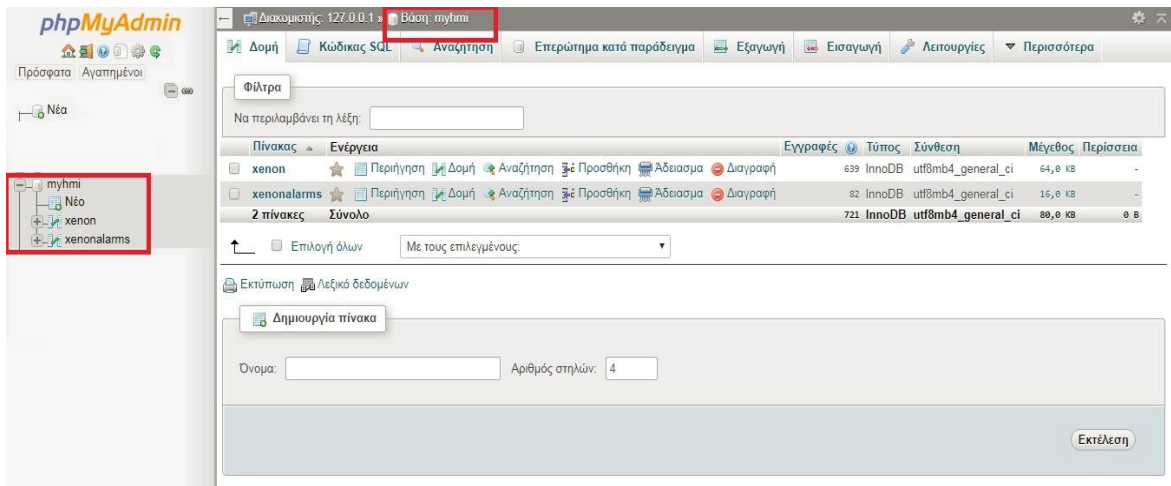 phpMyAdmin
Πρόσφατα Αγαπημένοι
Νέα
myhmi
Νέο
xenon
xenonalarms
Διακομιστής: 127.0.0.1 » Βάση: myhmi
Δομή Κώδικας SQL Αναζήτηση Επερώτημα κατά παράδειγμα Εξαγωγή Εισαγωγή Λειτουργίες Περισσότερα
Φίλτρα
Να περιλαμβάνει τη λέξη:
Πίνακας Ενέργεια Εγγραφές Τύπος Σύνθεση Μέγεθος Περίσσεια
xenon Περιήγηση Δομή Αναζήτηση Προσθήκη Άδειασμα Διαγραφή 639 InnoDB utf8mb4_general_ci 64,0 KB -
xenonalarms Περιήγηση Δομή Αναζήτηση Προσθήκη Άδειασμα Διαγραφή 82 InnoDB utf8mb4_general_ci 16,0 KB -
2 πίνακες Σύνολο 721 InnoDB utf8mb4_general_ci 80,0 KB 0 B
Επιλογή όλων Με τους επιλεγμένους:
Εκτύπωση Λεξικό δεδομένων
Δημιουργία πίνακα
Όνομα: Αριθμός στηλών: 4
Εκτέλεση